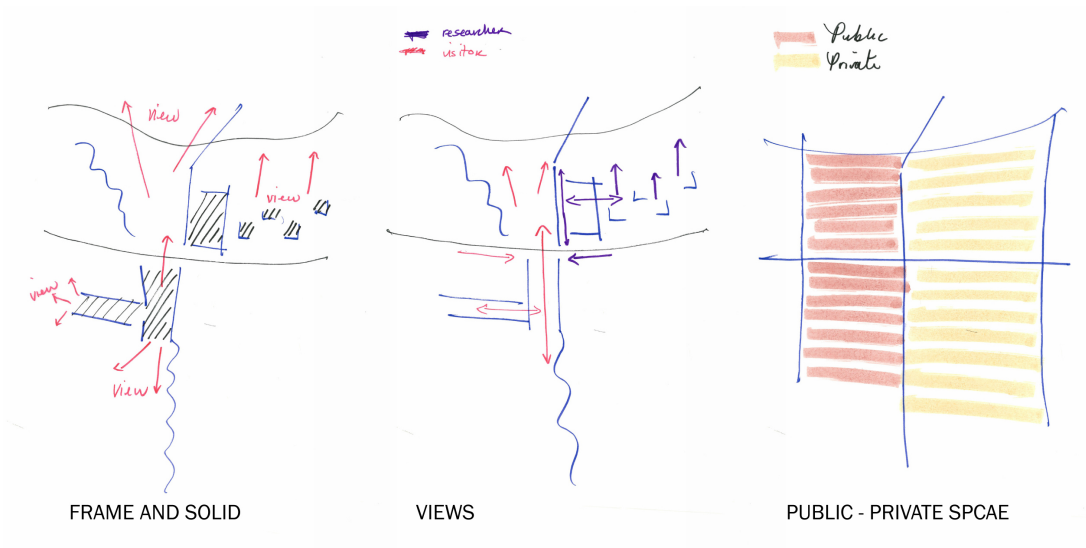 researcher
visitor
Public
Private
view
view
view
view
FRAME AND SOLID
VIEWS
PUBLIC - PRIVATE SPCAE